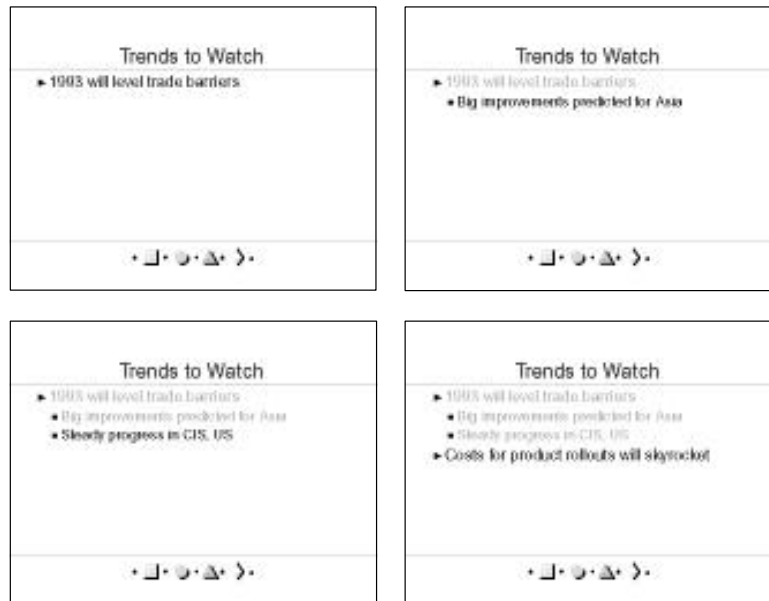 Trends to Watch
▸ 1993 will level trade barriers
Trends to Watch
▸ 1993 will level trade barriers
• Big improvements predicted for Asia
Trends to Watch
▸ 1993 will level trade barriers
• Big improvements predicted for Asia
• Steady progress in CIS, US
Trends to Watch
▸ 1993 will level trade barriers
• Big improvements predicted for Asia
• Steady progress in CIS, US
▸ Costs for product rollouts will skyrocket